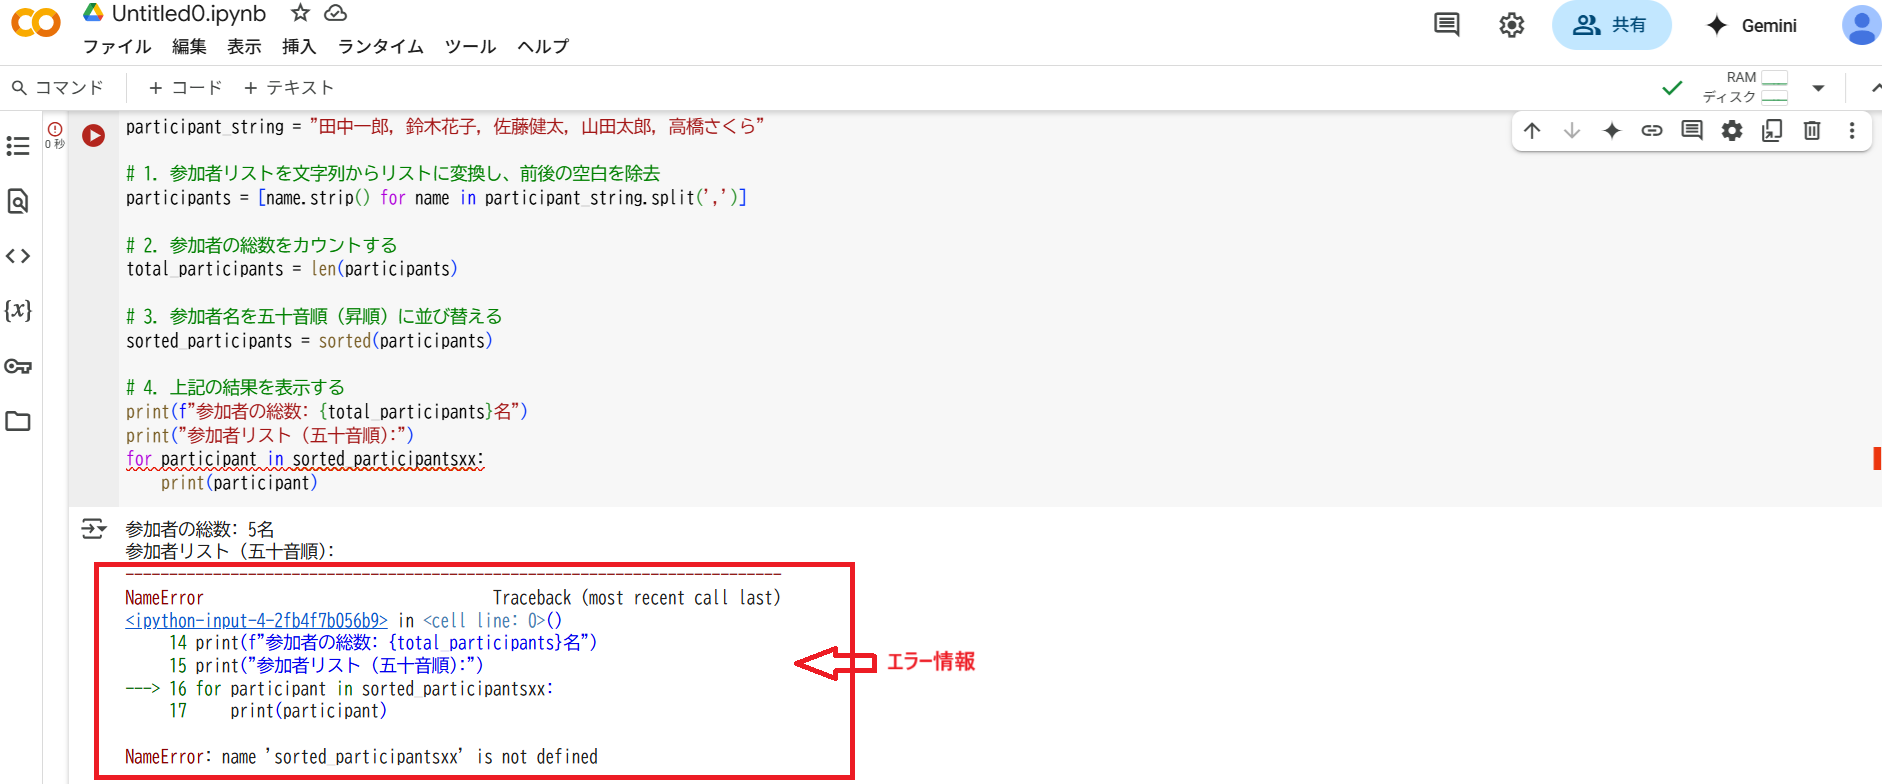 Untitled0.ipynb
ファイル 編集 表示 挿入 ランタイム ツール ヘルプ
共有 Gemini
コマンド + コード + テキスト
RAM
ディスク
0 秒
participant_string = "田中一郎, 鈴木花子, 佐藤健太, 山田太郎, 高橋さくら"
# 1. 参加者リストを文字列からリストに変換し、前後の空白を除去
participants = [name.strip() for name in participant_string.split(',')]
# 2. 参加者の総数をカウントする
total_participants = len(participants)
# 3. 参加者名を五十音順（昇順）に並び替える
sorted_participants = sorted(participants)
# 4. 上記の結果を表示する
print(f"参加者の総数: {total_participants}名")
print("参加者リスト（五十音順）:")
for participant in sorted_participantsxx:
    print(participant)
参加者の総数: 5名
参加者リスト（五十音順）:
---------------------------------------------------------------------------
NameError                                 Traceback (most recent call last)
<ipython-input-4-2fb4f7b056b9> in <cell line: 0>()
     14 print(f"参加者の総数: {total_participants}名")
     15 print("参加者リスト（五十音順）:")
---> 16 for participant in sorted_participantsxx:
     17     print(participant)
NameError: name 'sorted_participantsxx' is not defined
エラー情報